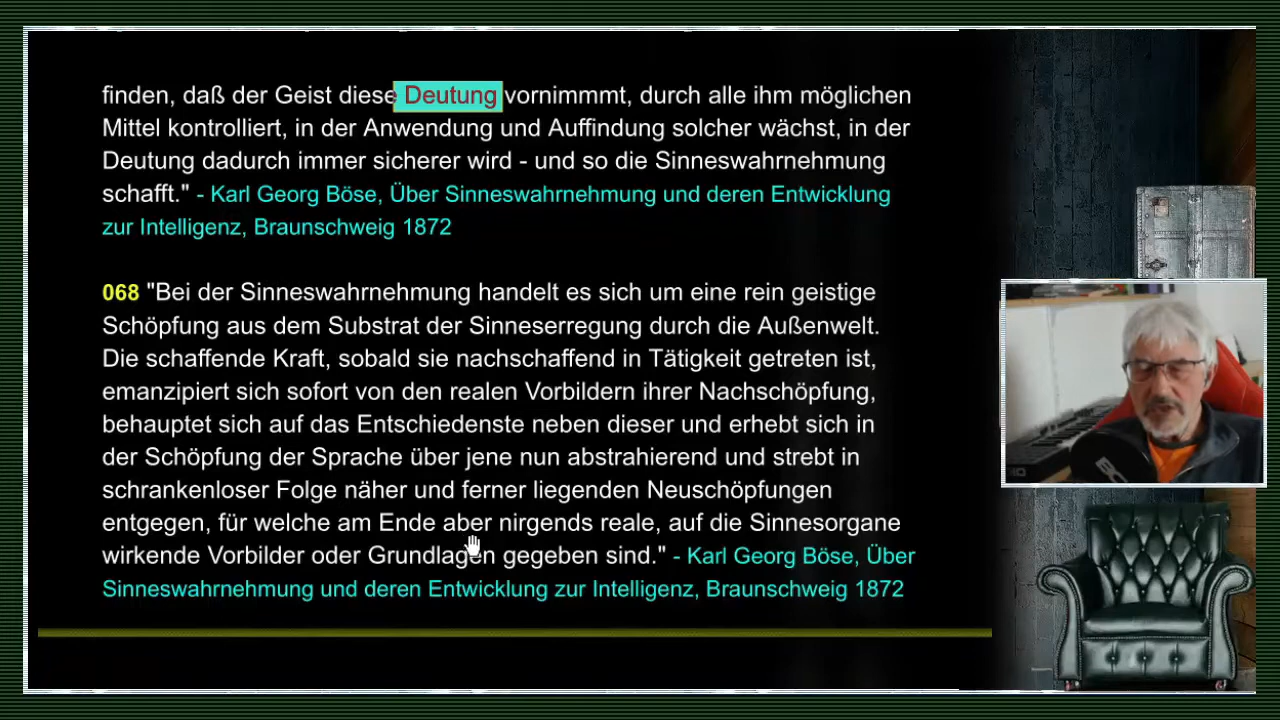 finden, daß der Geist diese Deutung vornimmmt, durch alle ihm möglichen
Mittel kontrolliert, in der Anwendung und Auffindung solcher wächst, in der
Deutung dadurch immer sicherer wird - und so die Sinneswahrnehmung
schafft." - Karl Georg Böse, Über Sinneswahrnehmung und deren Entwicklung
zur Intelligenz, Braunschweig 1872
068 "Bei der Sinneswahrnehmung handelt es sich um eine rein geistige
Schöpfung aus dem Substrat der Sinneserregung durch die Außenwelt.
Die schaffende Kraft, sobald sie nachschaffend in Tätigkeit getreten ist,
emanzipiert sich sofort von den realen Vorbildern ihrer Nachschöpfung,
behauptet sich auf das Entschiedenste neben dieser und erhebt sich in
der Schöpfung der Sprache über jene nun abstrahierend und strebt in
schrankenloser Folge näher und ferner liegenden Neuschöpfungen
entgegen, für welche am Ende aber nirgends reale, auf die Sinnesorgane
wirkende Vorbilder oder Grundlagen gegeben sind." - Karl Georg Böse, Über
Sinneswahrnehmung und deren Entwicklung zur Intelligenz, Braunschweig 1872